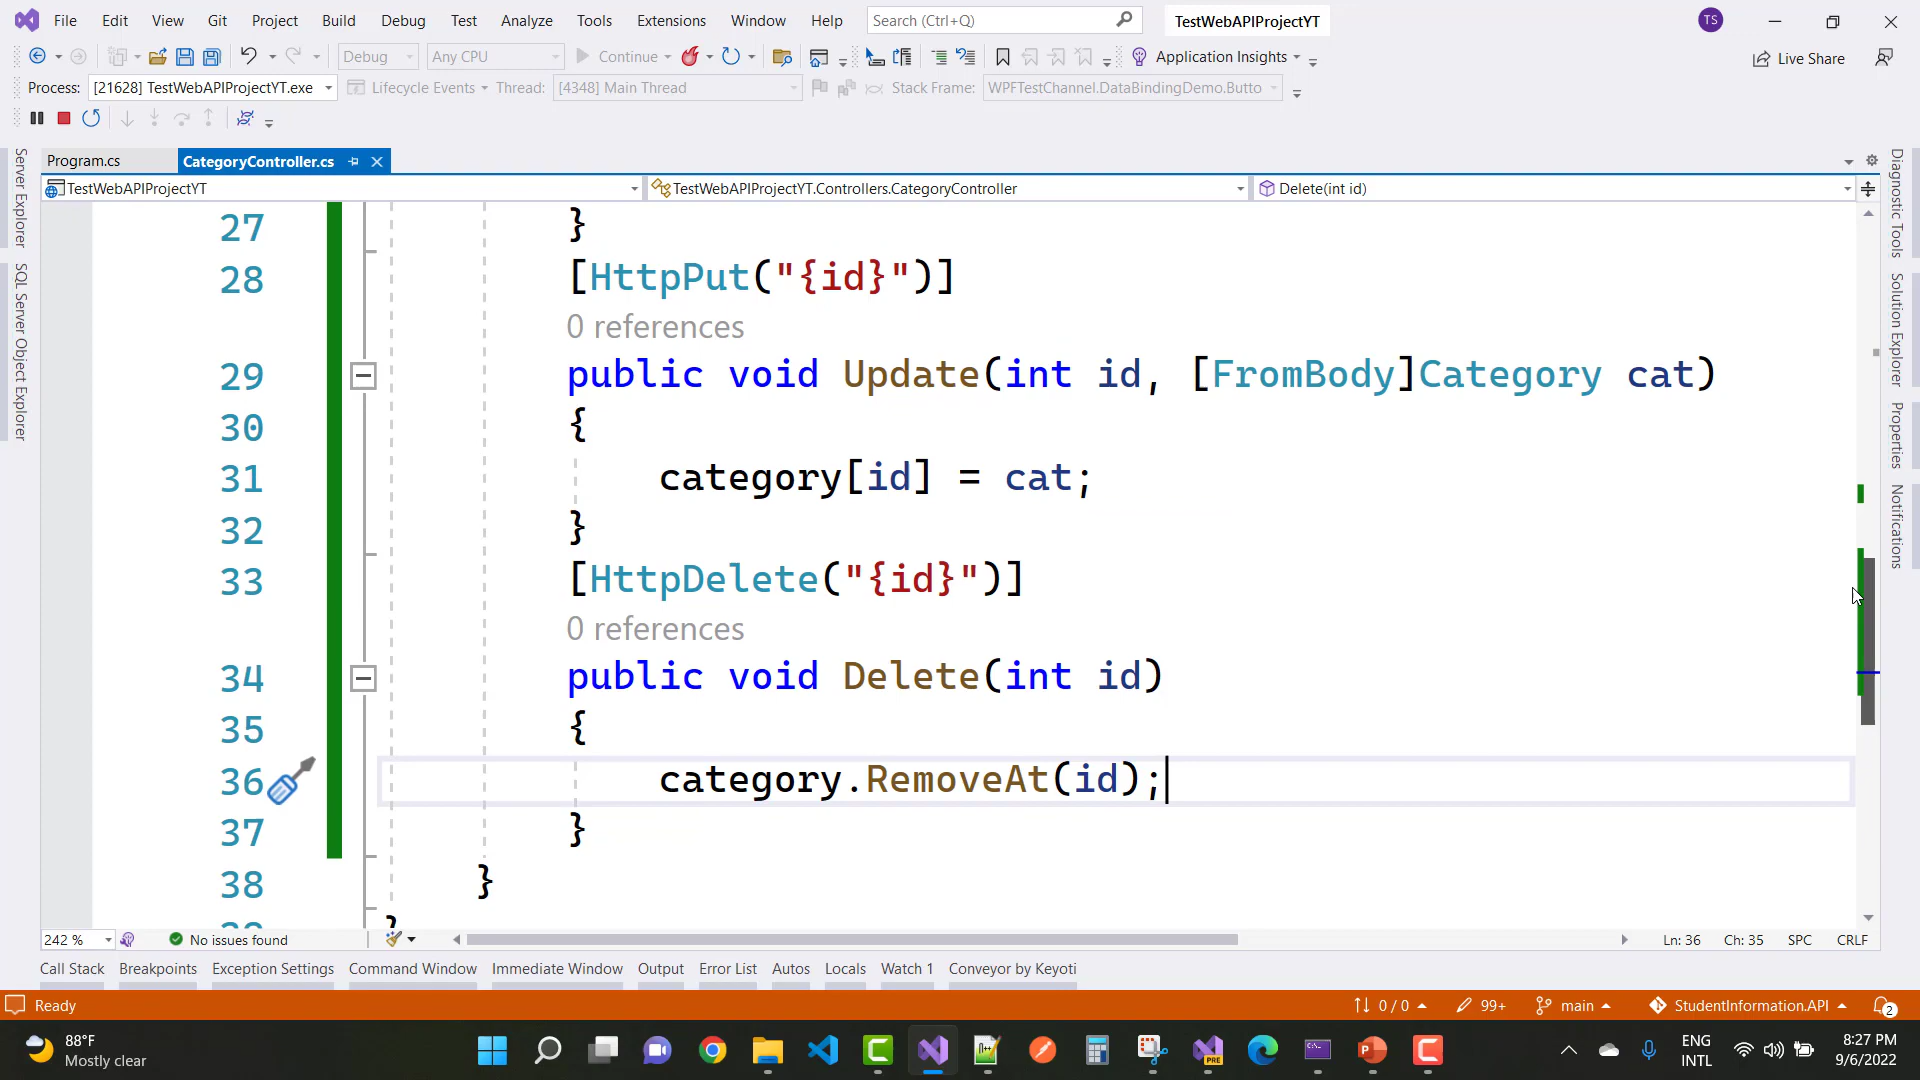 File Edit View Git Project Build Debug Test Analyze Tools Extensions Window Help Search (Ctrl+Q) TestWebAPIProjectYT TS
Debug Any CPU Continue Application Insights Live Share
Process: [21628] TestWebAPIProjectYT.exe Lifecycle Events Thread: [4348] Main Thread Stack Frame: WPFTestChannel.DataBindingDemo.Butto
Program.cs CategoryController.cs
TestWebAPIProjectYT TestWebAPIProjectYT.Controllers.CategoryController Delete(int id)
Server Explorer
SQL Server Object Explorer
27 }
28 [HttpPut("{id}")]
0 references
29 public void Update(int id, [FromBody]Category cat)
30 {
31 category[id] = cat;
32 }
33 [HttpDelete("{id}")]
0 references
34 public void Delete(int id)
35 {
36 category.RemoveAt(id);
37 }
38 }
}
Diagnostic Tools
Solution Explorer
Properties
Notifications
242 % No issues found Ln: 36 Ch: 35 SPC CRLF
Call Stack Breakpoints Exception Settings Command Window Immediate Window Output Error List Autos Locals Watch 1 Conveyor by Keyoti
Ready 0 / 0 99+ main StudentInformation.API 2
88°F
Mostly clear
ENG
INTL
8:27 PM
9/6/2022